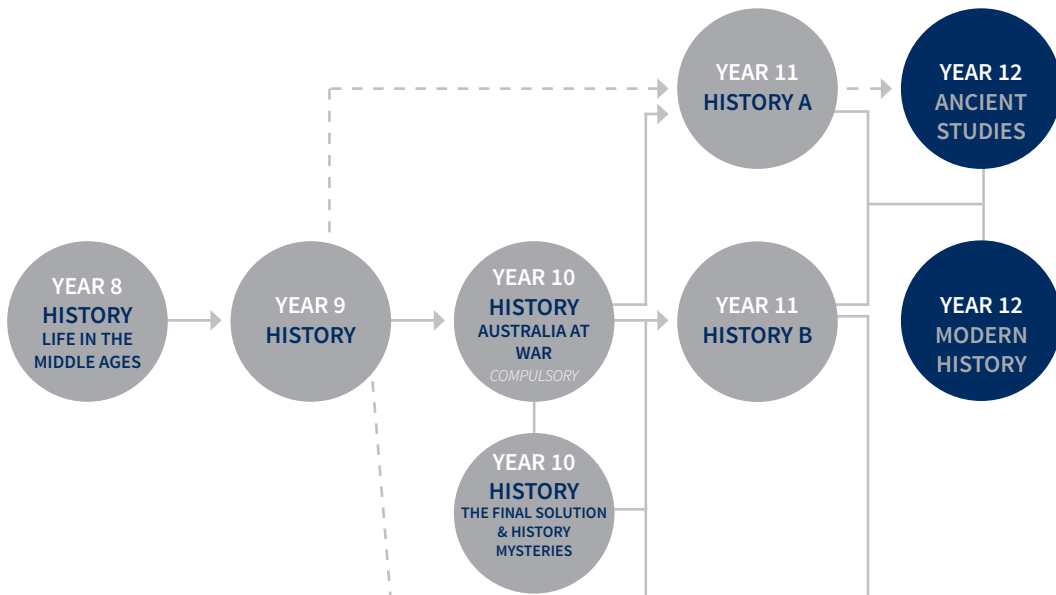 YEAR 11
HISTORY A
YEAR 12
ANCIENT
STUDIES
YEAR 8
HISTORY
LIFE IN THE
MIDDLE AGES
YEAR 9
HISTORY
YEAR 10
HISTORY
AUSTRALIA AT
WAR
COMPULSORY
YEAR 11
HISTORY B
YEAR 12
MODERN
HISTORY
YEAR 10
HISTORY
THE FINAL SOLUTION
& HISTORY
MYSTERIES